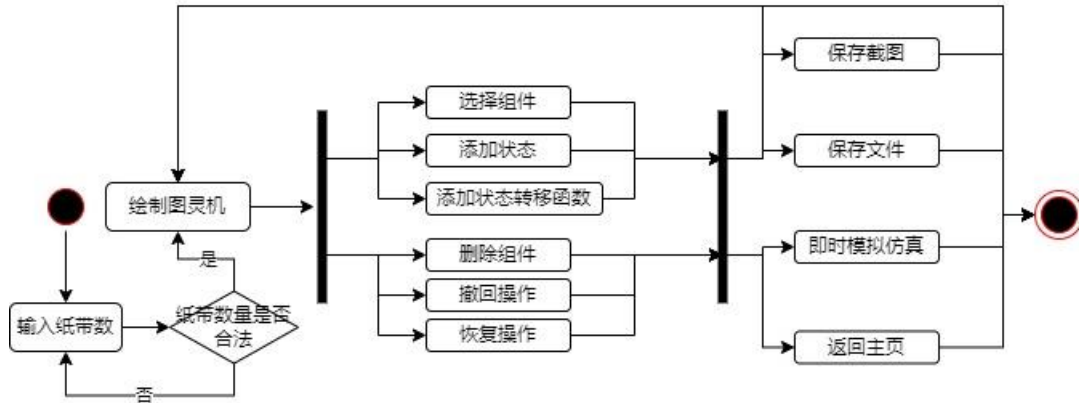 绘制图灵机
是
输入纸带数
纸带数量是否
合法
否
选择组件
添加状态
添加状态转移函数
删除组件
撤回操作
恢复操作
保存截图
保存文件
即时模拟仿真
返回主页